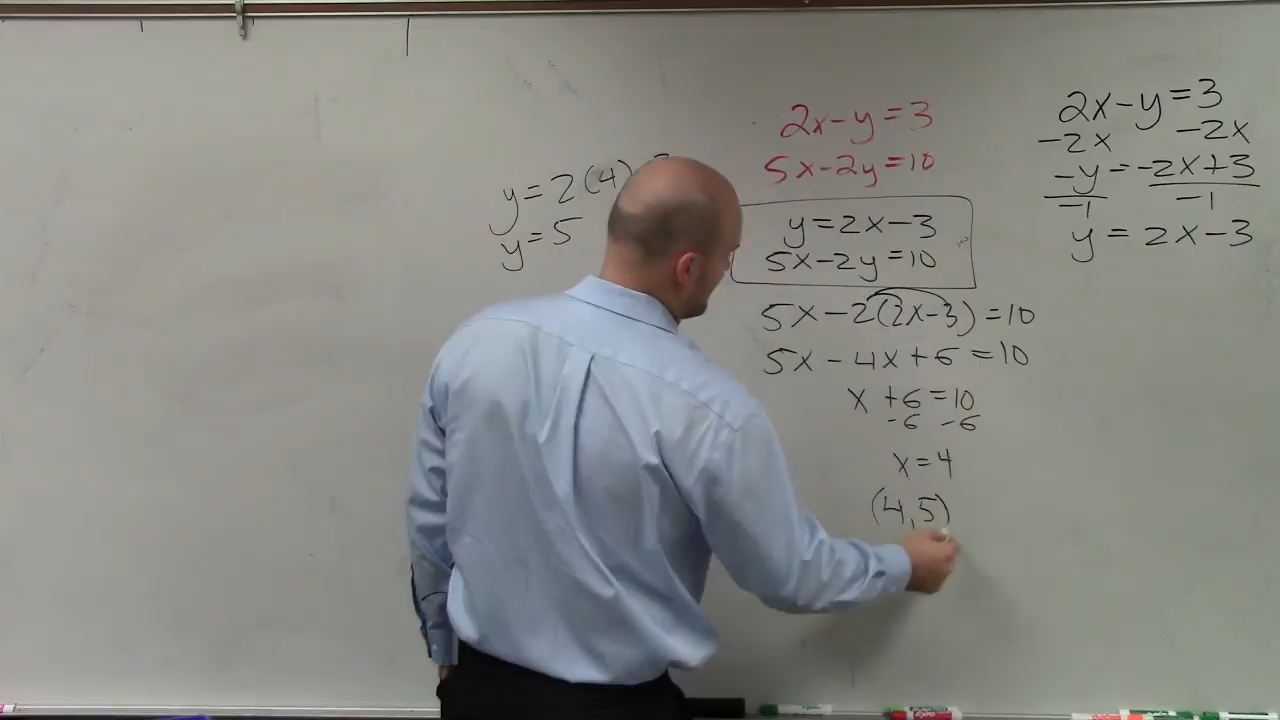 2x-y=3
5x-2y=10
y=2x-3
5x-2y=10
5x-2(2x-3)=10
5x-4x+6=10
x+6=10
-6 -6
x=4
(4,5)
y=2(4)
y=5
2x-y=3
-2x -2x
-y=-2x+3
-1 -1
y=2x-3